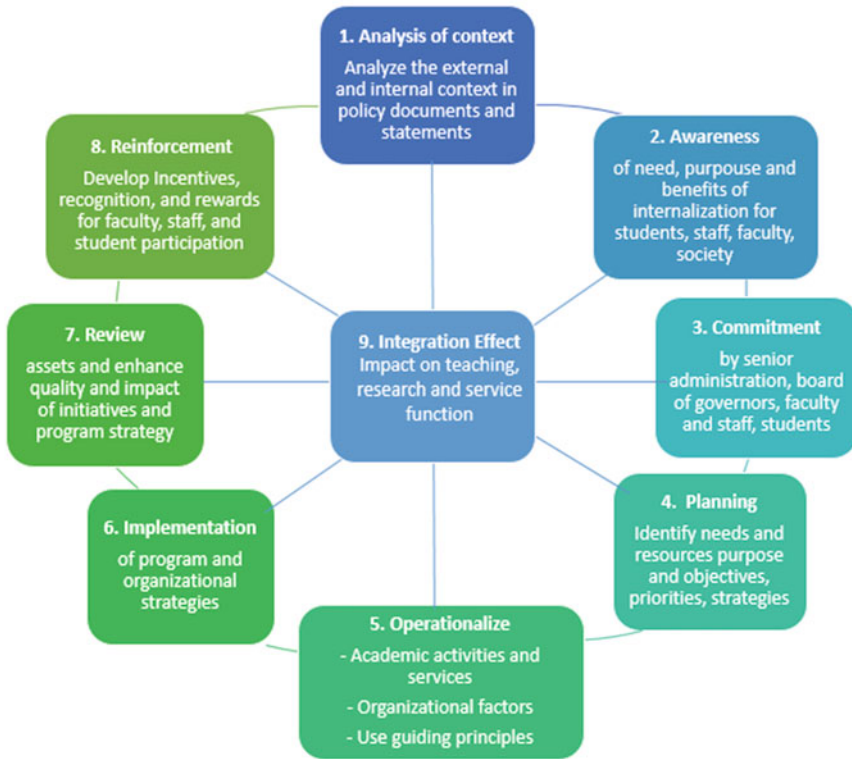 1. Analysis of context
Analyze the external
and internal context in
policy documents and
statements
2. Awareness
of need, purpouse and
benefits of
internalization for
students, staff, faculty,
society
3. Commitment
by senior
administration, board
of governors, faculty
and staff, students
4. Planning
Identify needs and
resources purpose
and objectives,
priorities, strategies
5. Operationalize
- Academic activities and
services
- Organizational factors
- Use guiding principles
6. Implementation
of program and
organizational
strategies
7. Review
assets and enhance
quality and impact
of initiatives and
program strategy
8. Reinforcement
Develop Incentives,
recognition, and rewards
for faculty, staff, and
student participation
9. Integration Effect
Impact on teaching,
research and service
function